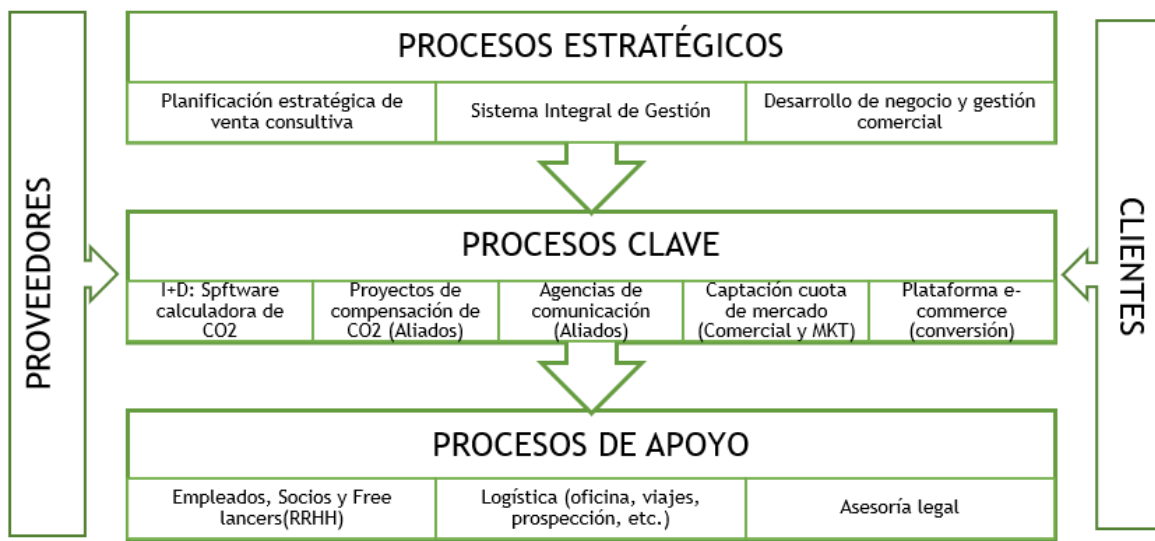 PROVEEDORES
PROCESOS ESTRATÉGICOS
Planificación estratégica de
venta consultiva
Sistema Integral de Gestión
Desarrollo de negocio y gestión
comercial
PROCESOS CLAVE
I+D: Spftware
calculadora de
CO2
Proyectos de
compensación de
CO2 (Aliados)
Agencias de
comunicación
(Aliados)
Captación cuota
de mercado
(Comercial y MKT)
Plataforma e-
commerce
(conversión)
PROCESOS DE APOYO
Empleados, Socios y Free
lancers(RRHH)
Logística (oficina, viajes,
prospección, etc.)
Asesoría legal
CLIENTES